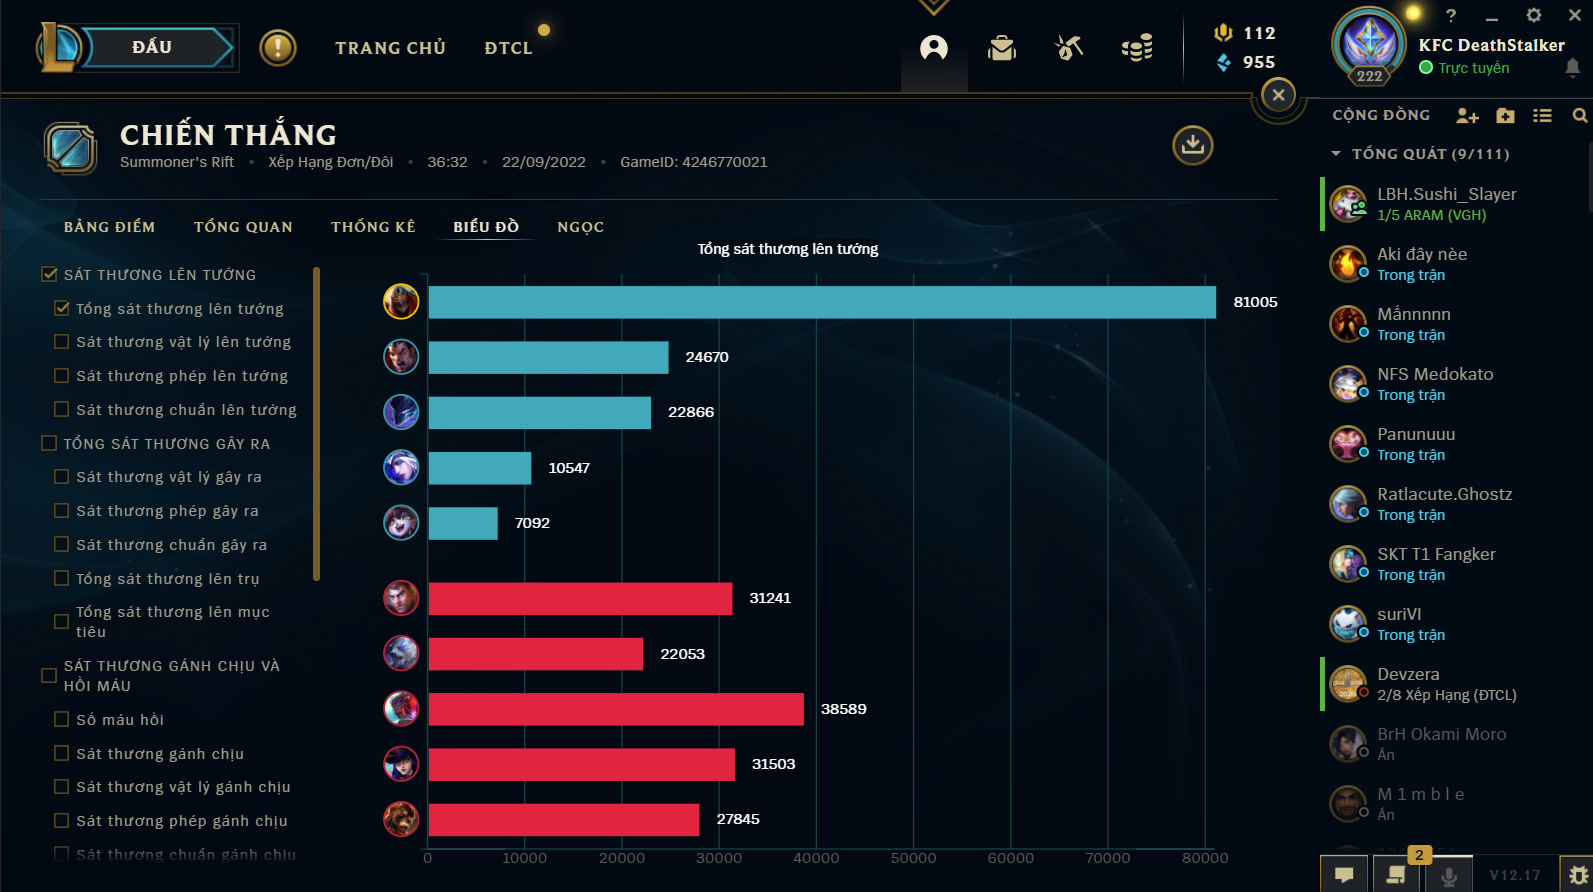 ĐẤU
TRANG CHỦ
ĐTCL
112
955
222
KFC DeathStalker
Trực tuyến
CHIẾN THẮNG
Summoner's Rift • Xếp Hạng Đơn/Đôi • 36:32 • 22/09/2022 • GameID: 4246770021
BẢNG ĐIỂM
TỔNG QUAN
THỐNG KÊ
BIỂU ĐỒ
NGỌC
SÁT THƯƠNG LÊN TƯỚNG
Tổng sát thương lên tướng
Sát thương vật lý lên tướng
Sát thương phép lên tướng
Sát thương chuẩn lên tướng
TỔNG SÁT THƯƠNG GÂY RA
Sát thương vật lý gây ra
Sát thương phép gây ra
Sát thương chuẩn gây ra
Tổng sát thương lên trụ
Tổng sát thương lên mục
tiêu
SÁT THƯƠNG GÁNH CHỊU VÀ
HỒI MÁU
Số máu hồi
Sát thương gánh chịu
Sát thương vật lý gánh chịu
Sát thương phép gánh chịu
Sát thương chuẩn gánh chịu
Tổng sát thương lên tướng
81005
24670
22866
10547
7092
31241
22053
38589
31503
27845
0 10000 20000 30000 40000 50000 60000 70000 80000
CỘNG ĐỒNG
TỔNG QUÁT (9/111)
LBH.Sushi_Slayer
1/5 ARAM (VGH)
Aki đây nèe
Trong trận
Mắnnnnn
Trong trận
NFS Medokato
Trong trận
Panunuuu
Trong trận
Ratlacute.Ghostz
Trong trận
SKT T1 Fangker
Trong trận
suriVI
Trong trận
Devzera
2/8 Xếp Hạng (ĐTCL)
BrH Okami Moro
Ẩn
M 1 m b l e
Ẩn
2
V12.17